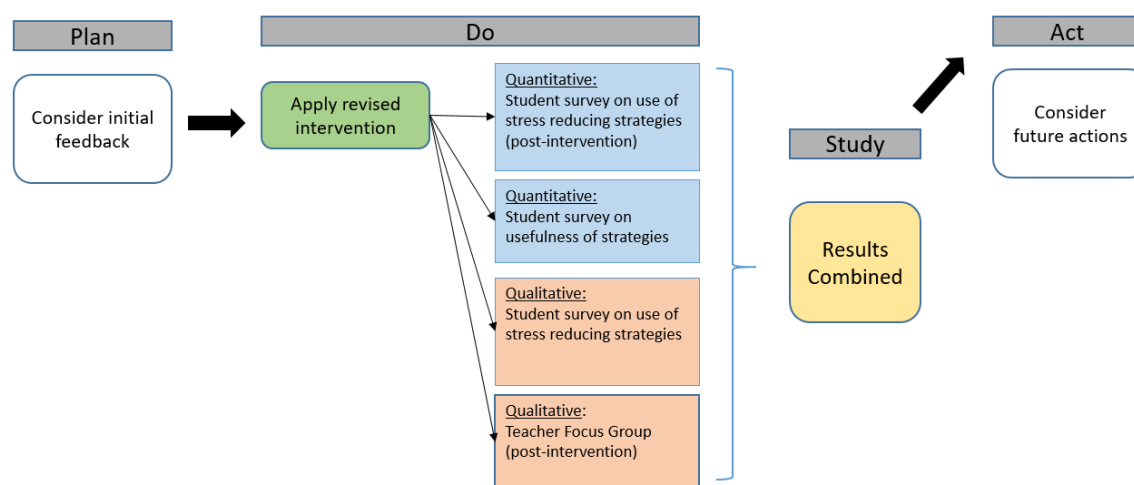 Plan
Consider initial
feedback
Do
Apply revised
intervention
Quantitative:
Student survey on use of
stress reducing strategies
(post-intervention)
Quantitative:
Student survey on
usefulness of strategies
Qualitative:
Student survey on use of
stress reducing strategies
Qualitative:
Teacher Focus Group
(post-intervention)
Study
Results
Combined
Act
Consider
future actions